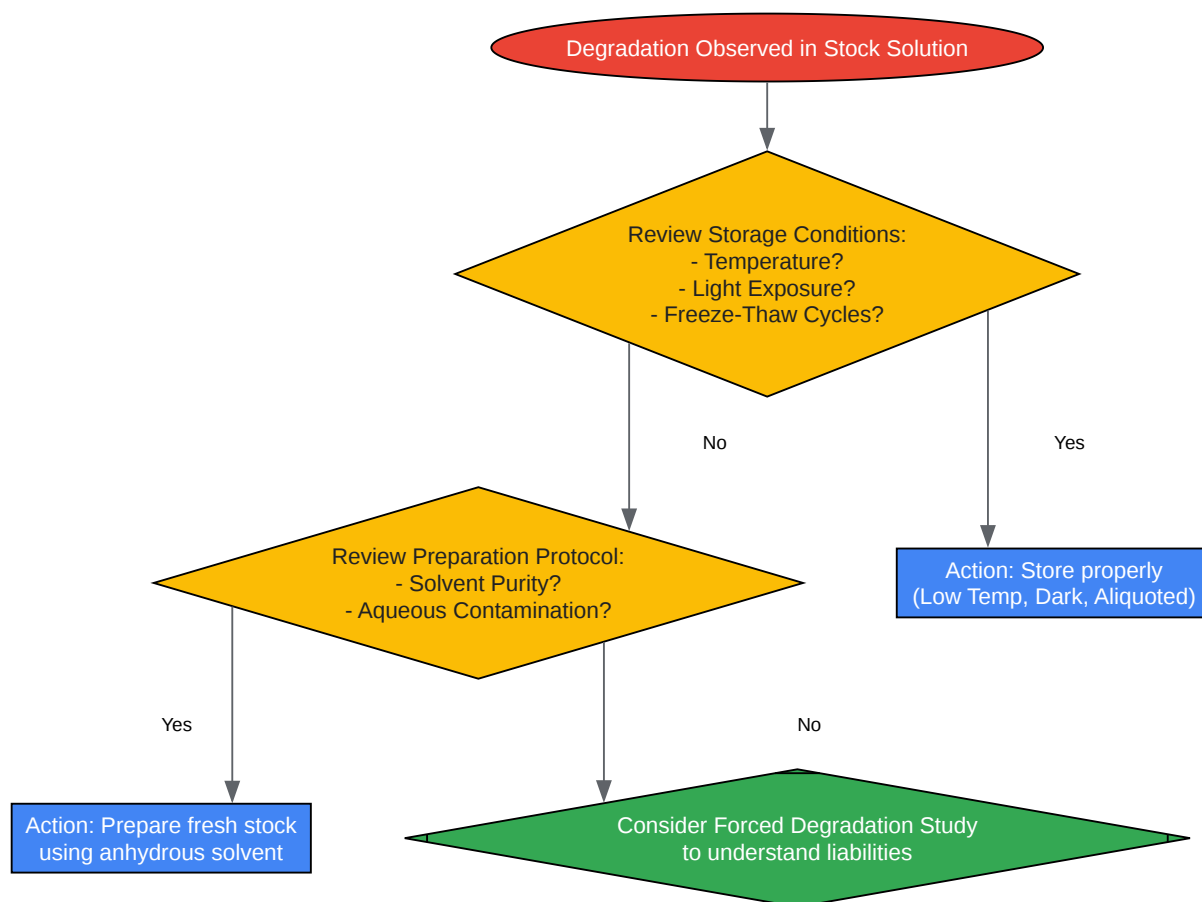 Degradation Observed in Stock Solution
Review Storage Conditions:
- Temperature?
- Light Exposure?
- Freeze-Thaw Cycles?
No
Yes
Review Preparation Protocol:
- Solvent Purity?
- Aqueous Contamination?
Action: Store properly
(Low Temp, Dark, Aliquoted)
Yes
No
Action: Prepare fresh stock
using anhydrous solvent
Consider Forced Degradation Study
to understand liabilities